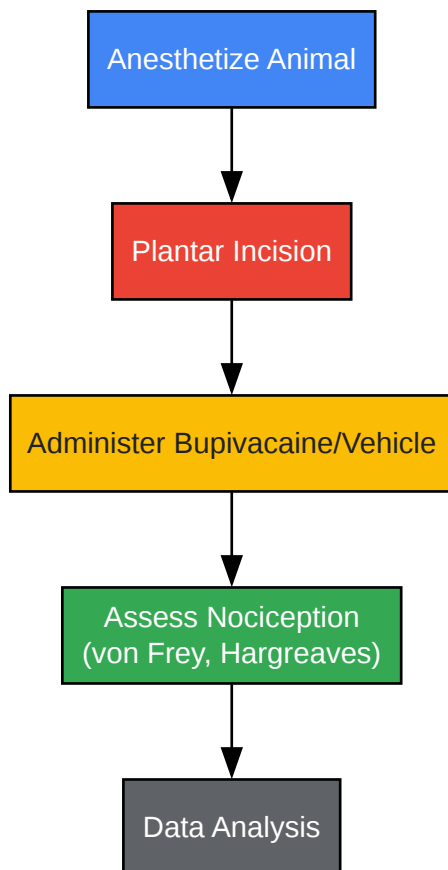 Anesthetize Animal
Plantar Incision
Administer Bupivacaine/Vehicle
Assess Nociception
(von Frey, Hargreaves)
Data Analysis